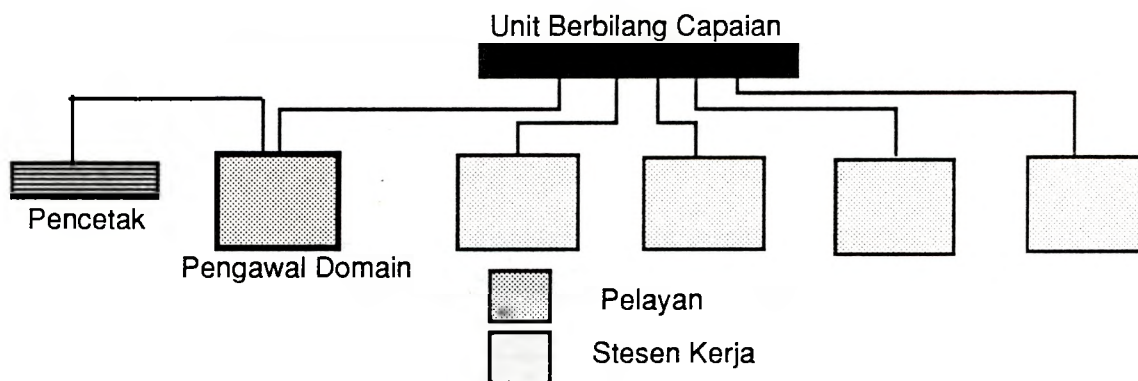 Unit Berbilang Capaian
Pencetak
Pengawal Domain
Pelayan
Stesen Kerja